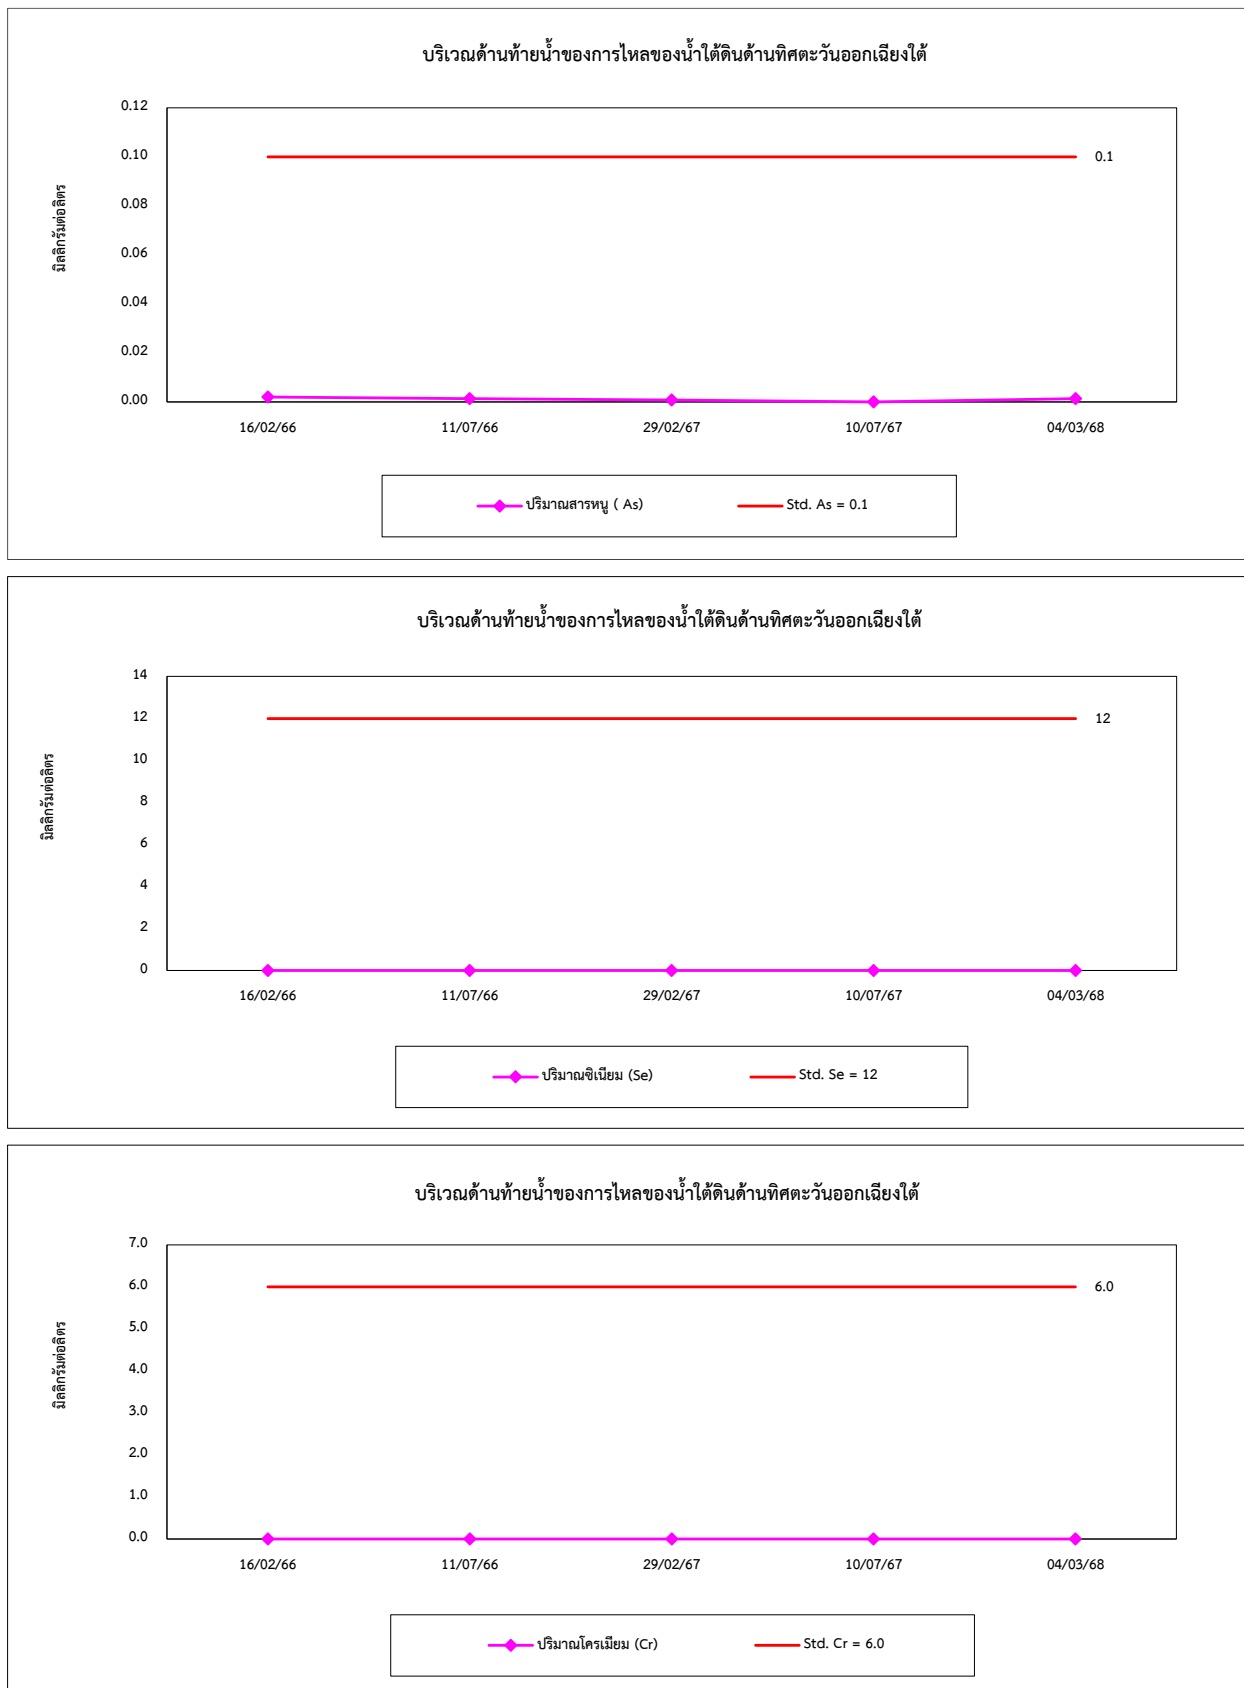 บริเวณด้านท้ายน้ำของการไหลของน้ำใต้ดินด้านทิศตะวันออกเฉียงใต้
มิลลิกรัมต่อลิตร
0.12
0.10
0.08
0.06
0.04
0.02
0.00
0.1
16/02/66 11/07/66 29/02/67 10/07/67 04/03/68
ปริมาณสารหนู ( As) Std. As = 0.1
บริเวณด้านท้ายน้ำของการไหลของน้ำใต้ดินด้านทิศตะวันออกเฉียงใต้
มิลลิกรัมต่อลิตร
14
12
10
8
6
4
2
0
12
16/02/66 11/07/66 29/02/67 10/07/67 04/03/68
ปริมาณซิเนียม (Se) Std. Se = 12
บริเวณด้านท้ายน้ำของการไหลของน้ำใต้ดินด้านทิศตะวันออกเฉียงใต้
มิลลิกรัมต่อลิตร
7.0
6.0
5.0
4.0
3.0
2.0
1.0
0.0
6.0
16/02/66 11/07/66 29/02/67 10/07/67 04/03/68
ปริมาณโครเมียม (Cr) Std. Cr = 6.0